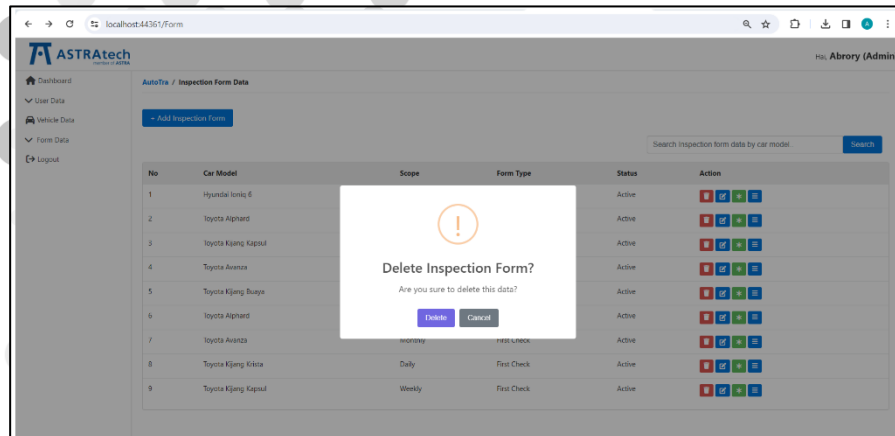 localhost:44361/Form
ASTRAtech
member of ASTRA
Hai, Abrory (Admin
Dashboard
User Data
Vehicle Data
Form Data
Logout
AutoTra / Inspection Form Data
+ Add Inspection Form
Search Inspection form data by car model. Search
No Car Model Scope Form Type Status Action
1 Hyundai Ioniq 6 Active
2 Toyota Alphard Active
3 Toyota Kijang Kapsul Active
4 Toyota Avanza Active
5 Toyota Kijang Buaya Active
6 Toyota Alphard Active
7 Toyota Avanza Monthly First Check Active
8 Toyota Kijang Krista Daily First Check Active
9 Toyota Kijang Kapsul Weekly First Check Active
!
Delete Inspection Form?
Are you sure to delete this data?
Delete Cancel
A